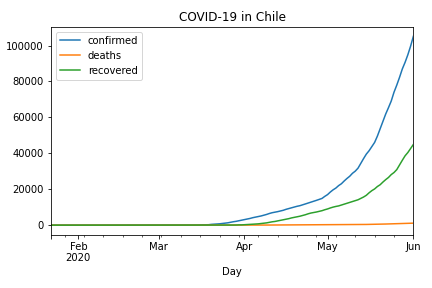 COVID-19 in Chile
confirmed
deaths
recovered
100000
80000
60000
40000
20000
0
Feb
2020
Mar
Apr
May
Jun
Day